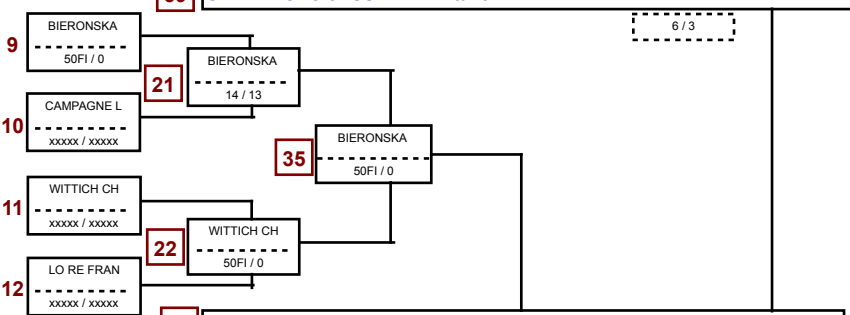 6 / 3
9
BIERONSKA
50FI / 0
21
BIERONSKA
14 / 13
10
CAMPAGNE L
xxxxx / xxxxx
35
BIERONSKA
50FI / 0
11
WITTICH CH
xxxxx / xxxxx
22
WITTICH CH
50FI / 0
12
LO RE FRAN
xxxxx / xxxxx